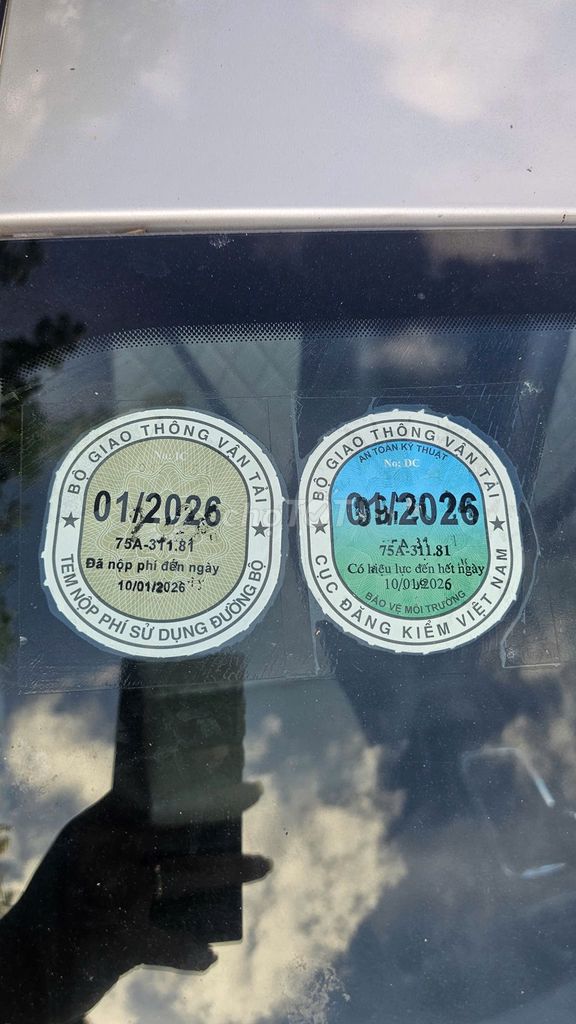 BỘ GIAO THÔNG VẬN TẢI
No: IC
01/2026
75A-311.81
Đã nộp phí đến ngày
10/01/2026
TEM NỘP PHÍ SỬ DỤNG ĐƯỜNG BỘ
BỘ GIAO THÔNG VẬN TẢI
AN TOÀN KỸ THUẬT
No: DC
/2026
75A-311.81
Có hiệu lực đến hết ngày
10/01/2026
BẢO VỆ MÔI TRƯỜNG
CỤC ĐĂNG KIỂM VIỆT NAM